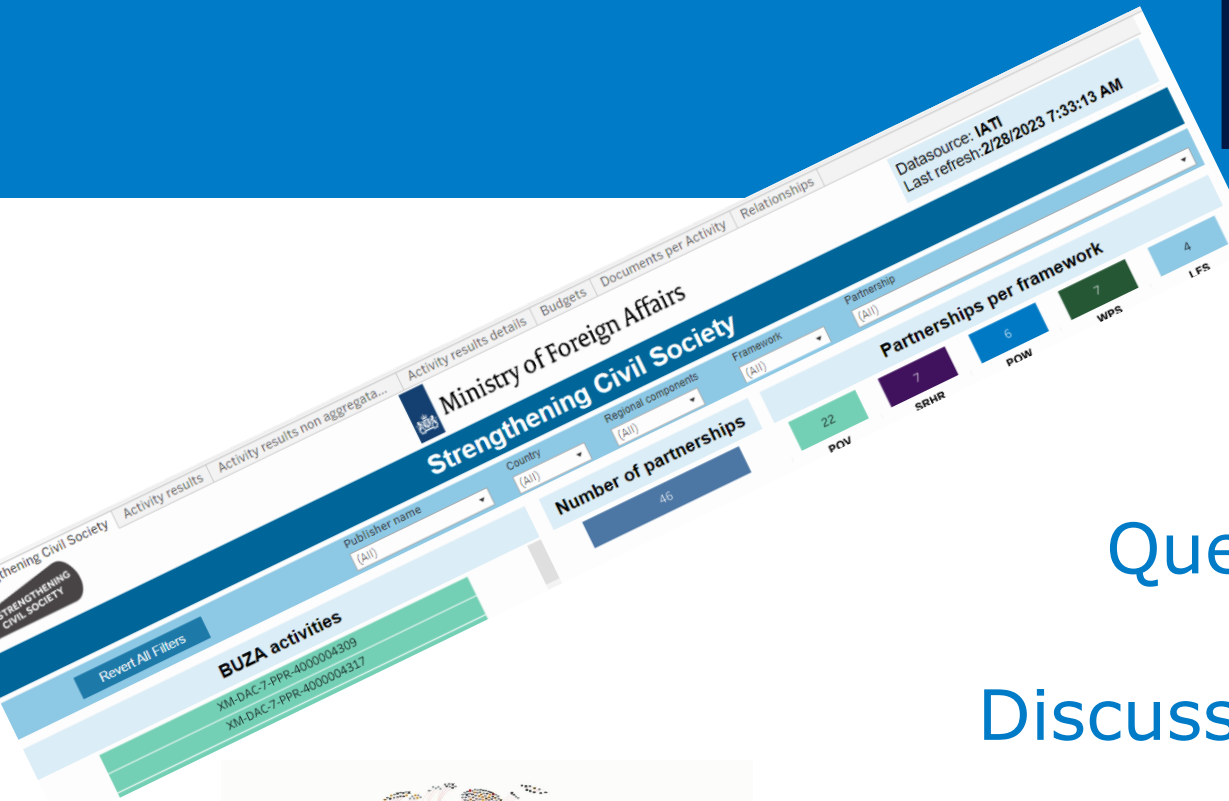 Datasource: IATI
Last refresh:2/28/2023 7:33:13 AM
Civil Society
Activity results
Activity results non aggregata...
Activity results details
Budgets
Documents per Activity
Relationships
STRENGTHENING
CIVIL SOCIETY
Ministry of Foreign Affairs
Strengthening Civil Society
Revert All Filters
Publisher name
(All)
Country
(All)
Regional components
(All)
Framework
(All)
Partnership
(All)
BUZA activities
XM-DAC-7-PPR-4000004309
XM-DAC-7-PPR-4000004317
Number of partnerships
46
Partnerships per framework
22
POV
7
SRHR
6
POW
7
WPS
4
LFS
Que
Discuss